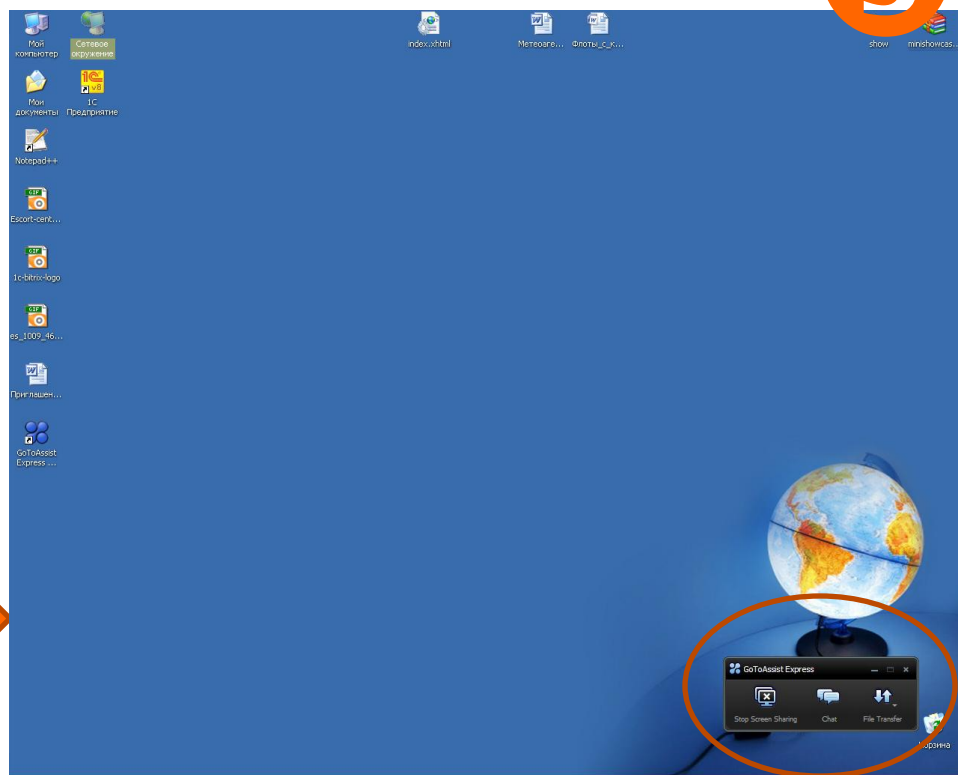 Мой
компьютер
Сетевое
окружение
index.xhtml
Метеоаге...
Флоты_с_к...
show
minishowcas...
Мои
документы
1С
Предприятие
Notepad++
Escort-cent...
1c-bitrix-logo
es_1009_46...
Приглашен...
GoToAssist
Express ...
GoToAssist Express
Stop Screen Sharing
Chat
File Transfer
Корзина